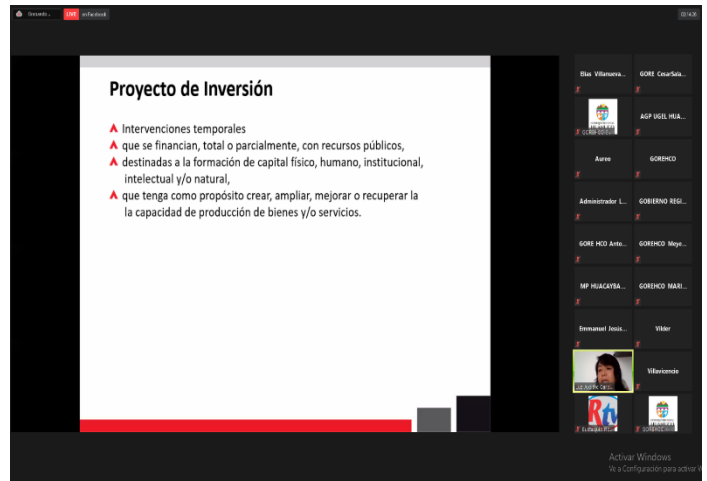 LIVE
en Facebook
Proyecto de Inversión
Intervenciones temporales
que se financian, total o parcialmente, con recursos públicos,
destinadas a la formación de capital físico, humano, institucional,
intelectual y/o natural,
que tenga como propósito crear, ampliar, mejorar o recuperar la
la capacidad de producción de bienes y/o servicios.
Elias Villanueva...
GORE CesarSala...
AGP UGEL HUA...
Aureo
GOREHCO
Administrador L...
GOBIERNO REGI...
GORE HCO Anto...
GOREHCO Meye...
MP HUACAYBA...
GOREHCO MARI...
Emmanuel Jesús...
Vilder
Villavicencio
Rtv
Activar Windows
Ve a Configuración para activar W